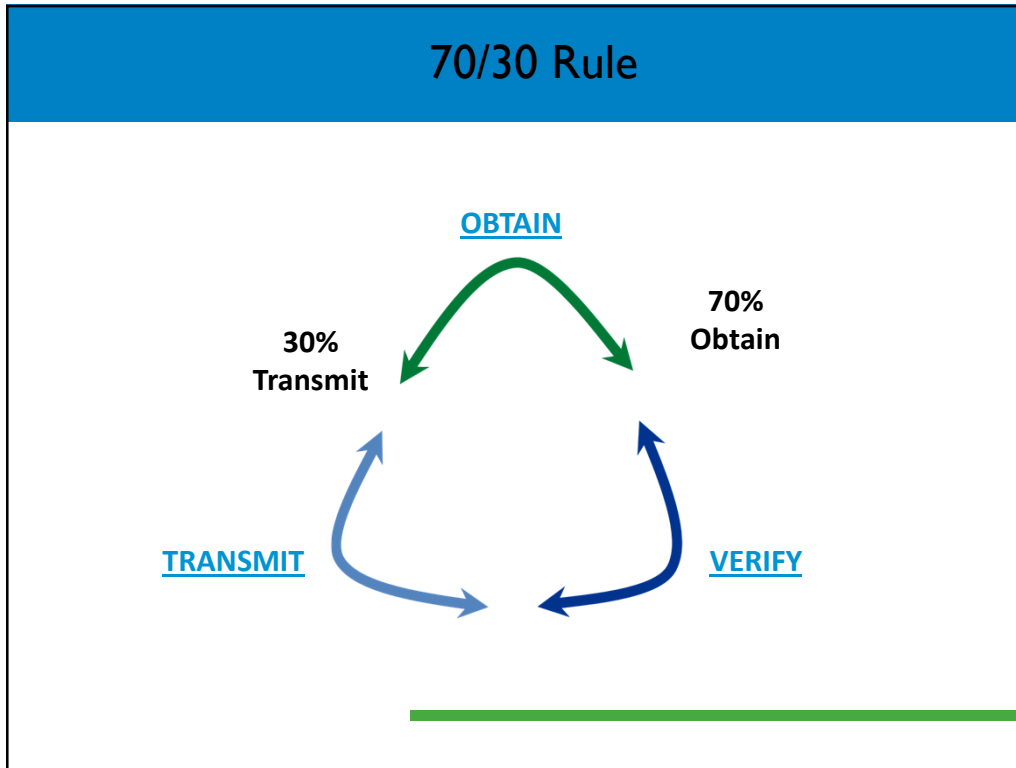 70/30 Rule
OBTAIN
70%
Obtain
30%
Transmit
TRANSMIT
VERIFY